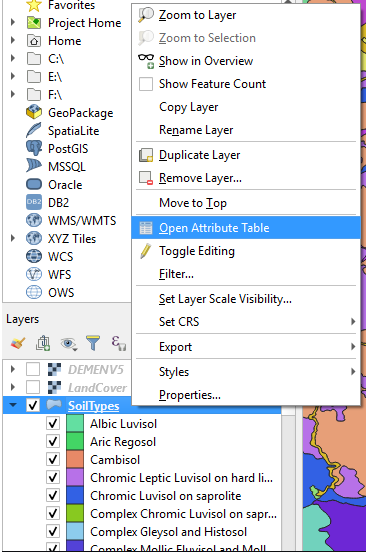 Favorites
Project Home
Home
C:\
E:\
F:\
GeoPackage
SpatiaLite
PostGIS
MSSQL
Oracle
DB2
DB2
WMS/WMTS
XYZ Tiles
WCS
WFS
OWS
Layers
DEMENV5
LandCover
SoilTypes
Albic Luvisol
Aric Regosol
Cambisol
Chromic Leptic Luvisol on hard li...
Chromic Luvisol on saprolite
Complex Chromic Luvisol on sapr...
Complex Gleysol and Histosol
Complex Mollic Fluvisol and Moll
Zoom to Layer
Zoom to Selection
Show in Overview
Show Feature Count
Copy Layer
Rename Layer
Duplicate Layer
Remove Layer...
Move to Top
Open Attribute Table
Toggle Editing
Filter...
Set Layer Scale Visibility...
Set CRS
Export
Styles
Properties...